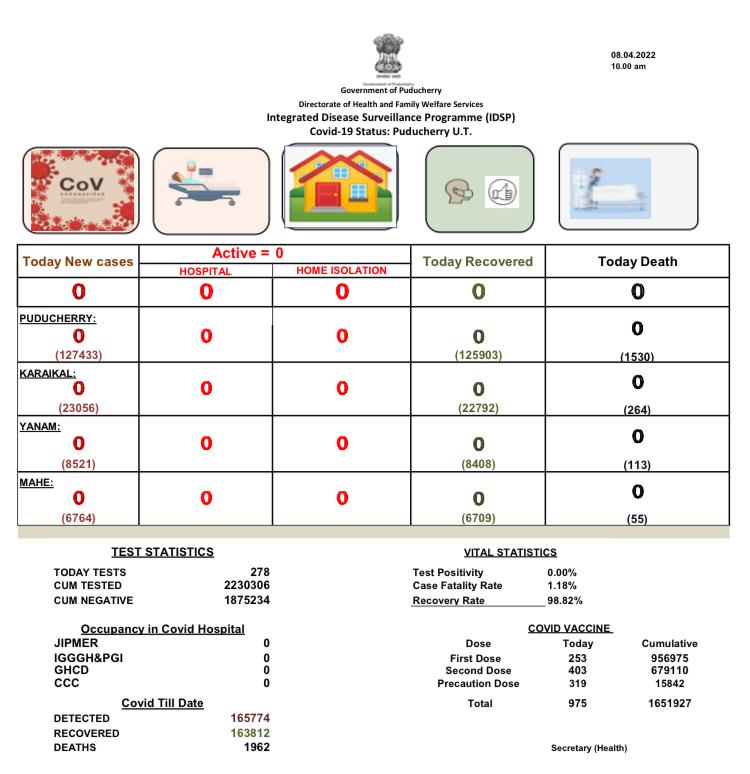 08.04.2022
10.00 am
Government of Puducherry
Government of Puducherry
Directorate of Health and Family Welfare Services
Integrated Disease Surveillance Programme (IDSP)
Covid-19 Status: Puducherry U.T.
CoV
CORONAVIRUS
Today New cases
Active = 0
HOSPITAL
HOME ISOLATION
Today Recovered
Today Death
0 0 0 0 0
PUDUCHERRY:
0 0 0 0 0
(127433) (125903) (1530)
KARAIKAL:
0 0 0 0 0
(23056) (22792) (264)
YANAM:
0 0 0 0 0
(8521) (8408) (113)
MAHE:
0 0 0 0 0
(6764) (6709) (55)
TEST STATISTICS
TODAY TESTS 278
CUM TESTED 2230306
CUM NEGATIVE 1875234
VITAL STATISTICS
Test Positivity 0.00%
Case Fatality Rate 1.18%
Recovery Rate 98.82%
Occupancy in Covid Hospital
JIPMER 0
IGGGH&PGI 0
GHCD 0
CCC 0
COVID VACCINE
Dose Today Cumulative
First Dose 253 956975
Second Dose 403 679110
Precaution Dose 319 15842
Total 975 1651927
Covid Till Date
DETECTED 165774
RECOVERED 163812
DEATHS 1962
Secretary (Health)